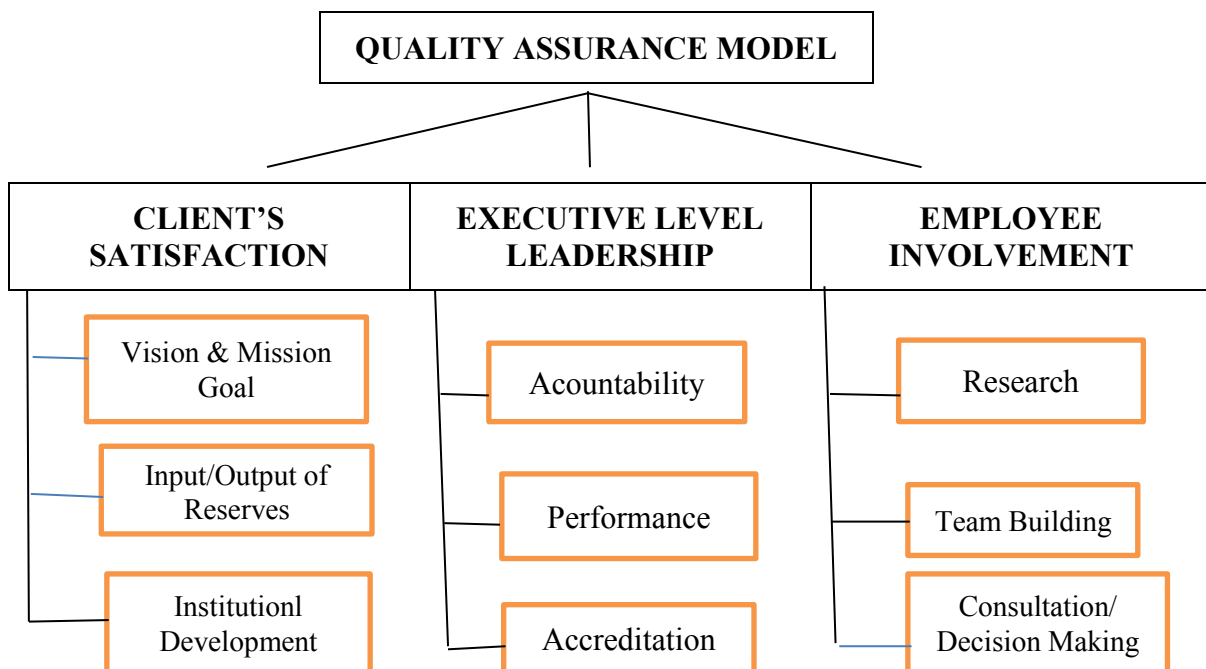 QUALITY ASSURANCE MODEL
CLIENT’S
SATISFACTION
EXECUTIVE LEVEL
LEADERSHIP
EMPLOYEE
INVOLVEMENT
Vision & Mission
Goal
Input/Output of
Reserves
Institutionl
Development
Acountability
Performance
Accreditation
Research
Team Building
Consultation/
Decision Making